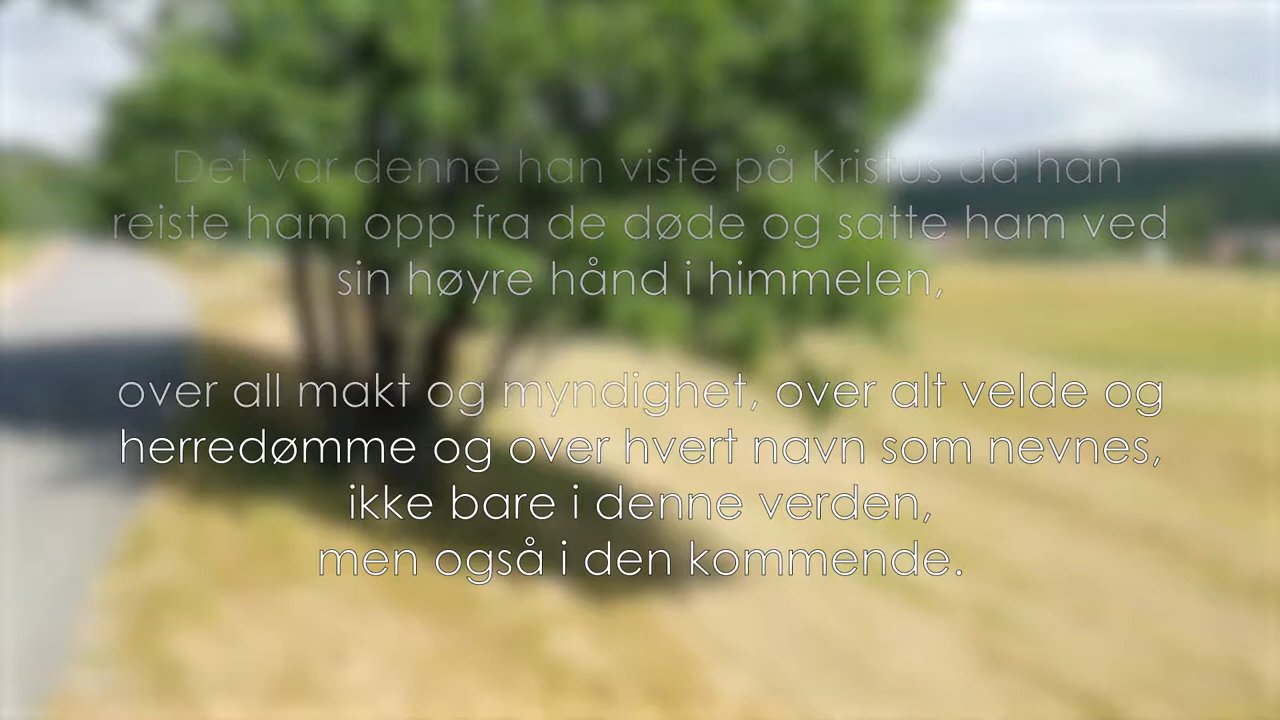 Det var denne han viste på Kristus da han
reiste ham opp fra de døde og satte ham ved
sin høyre hånd i himmelen,
over all makt og myndighet, over alt velde og
herredømme og over hvert navn som nevnes,
ikke bare i denne verden,
men også i den kommende.